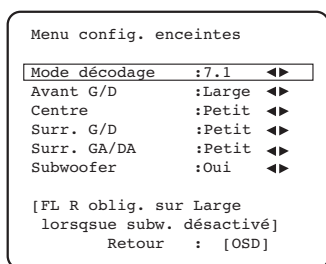 Menu config. enceintes
Mode décodage :7.1 ◄►
Avant G/D :Large ◄►
Centre :Petit ◄►
Surr. G/D :Petit ◄►
Surr. GA/DA :Petit ◄►
Subwoofer :Oui ◄►
[FL R oblig. sur Large
lorsqsue subw. désactivé]
Retour : [OSD]